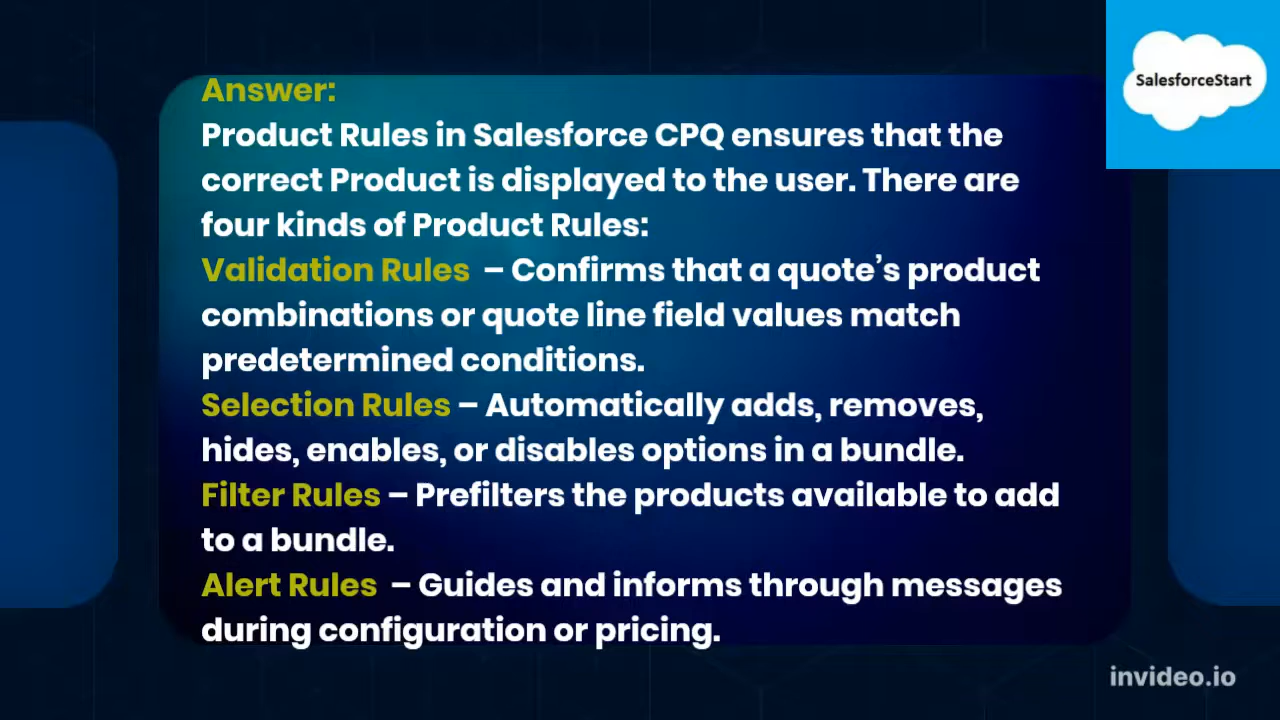 SalesforceStart
Answer:
Product Rules in Salesforce CPQ ensures that the
correct Product is displayed to the user. There are
four kinds of Product Rules:
Validation Rules – Confirms that a quote’s product
combinations or quote line field values match
predetermined conditions.
Selection Rules – Automatically adds, removes,
hides, enables, or disables options in a bundle.
Filter Rules – Prefilters the products available to add
to a bundle.
Alert Rules – Guides and informs through messages
during configuration or pricing.
invideo.io